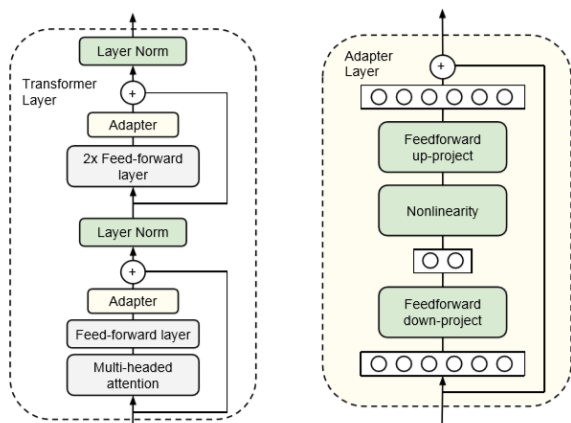 Layer Norm
Transformer
Layer
+
Adapter
2x Feed-forward
layer
Layer Norm
+
Adapter
Feed-forward layer
Multi-headed
attention
Adapter
Layer
+
Feedforward
up-project
Nonlinearity
Feedforward
down-project